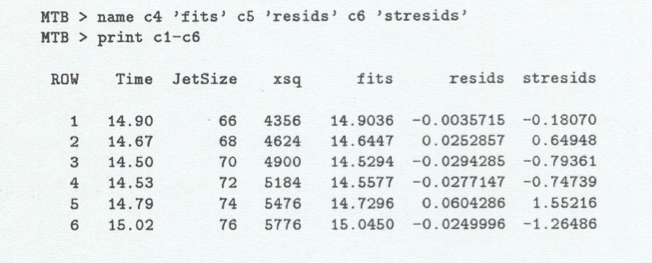 MTB > name c4 'fits' c5 'resids' c6 'stresids'
MTB > print c1-c6
ROW Time JetSize xsq fits resids stresids
1 14.90 66 4356 14.9036 -0.0035715 -0.18070
2 14.67 68 4624 14.6447 0.0252857 0.64948
3 14.50 70 4900 14.5294 -0.0294285 -0.79361
4 14.53 72 5184 14.5577 -0.0277147 -0.74739
5 14.79 74 5476 14.7296 0.0604286 1.55216
6 15.02 76 5776 15.0450 -0.0249996 -1.26486